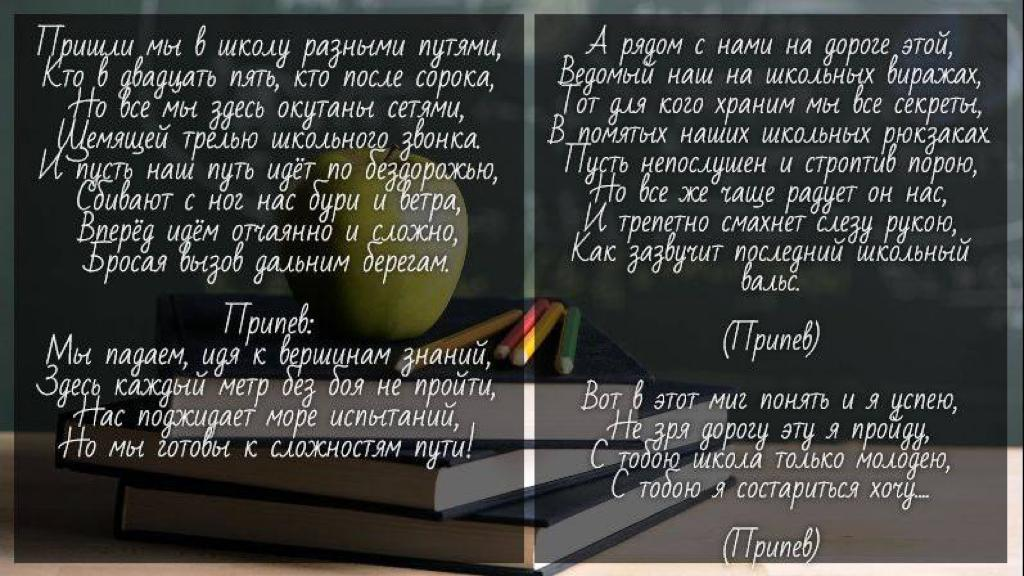 Пришли мы в школу разными путями,
Кто в двадцать пять, кто после сорока,
Но все мы здесь окутаны сетями,
Щемящей трелью школьного звонка.
И пусть наш путь идёт по бездорожью,
Сбивают с ног нас бури и ветра,
Вперёд идём отчаянно и сложно,
Бросая вызов дальним берегам.
Припев:
Мы падаем, идя к вершинам знаний,
Здесь каждый метр без боя не пройти,
Нас поджидает море испытаний,
Но мы готовы к сложностям пути!
А рядом с нами на дороге этой,
Ведомый наш на школьных виражах,
Тот для кого храним мы все секреты,
В помятых наших школьных рюкзаках.
Пусть непослушен и строптив порою,
Но все же чаще радует он нас,
И трепетно смахнет слезу рукою,
Как зазвучит последний школьный
вальс.
(Припев)
Вот в этот миг понять и я успею,
Не зря дорогу эту я пройду,
С тобою школа только молодею,
С тобою я состариться хочу...
(Припев)